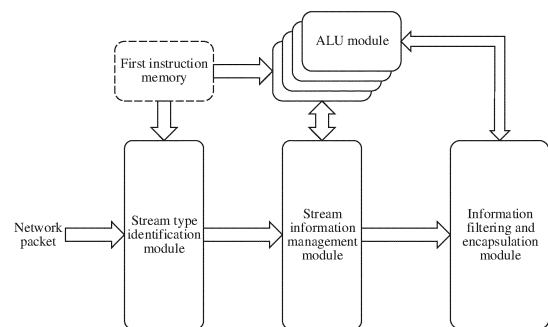 ALU module
First instruction
memory
Network
packet
Stream type
identification
module
Stream
information
management
module
Information
filtering and
encapsulation
module